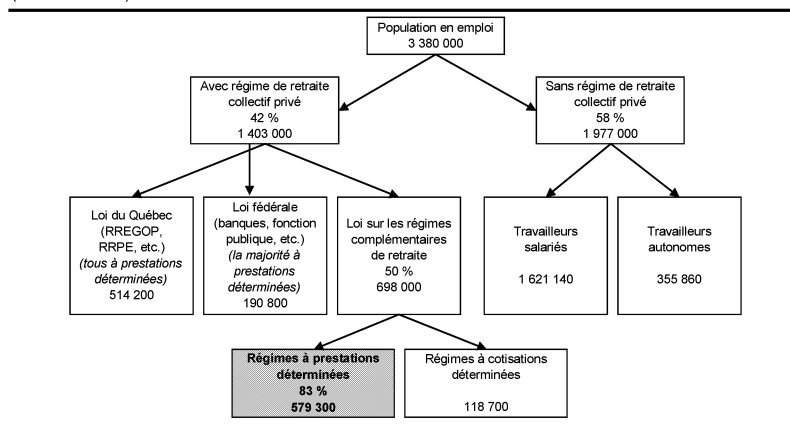 Population en emploi
3 380 000
Avec régime de retraite
collectif privé
42 %
1 403 000
Sans régime de retraite
collectif privé
58 %
1 977 000
Loi du Québec
(RREGOP,
RRPE, etc.)
(tous à prestations
déterminées)
514 200
Loi fédérale
(banques, fonction
publique, etc.)
(la majorité à
prestations
déterminées)
190 800
Loi sur les régimes
complémentaires
de retraite
50 %
698 000
Travailleurs
salariés
1 621 140
Travailleurs
autonomes
355 860
Régimes à prestations
déterminées
83 %
579 300
Régimes à cotisations
déterminées
118 700